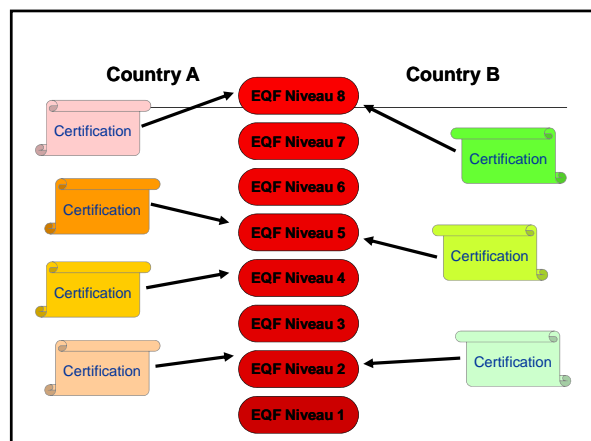 Country A
Country B
EQF Niveau 8
Certification
EQF Niveau 7
Certification
EQF Niveau 6
Certification
EQF Niveau 5
Certification
Certification
EQF Niveau 4
EQF Niveau 3
Certification
EQF Niveau 2
Certification
EQF Niveau 1